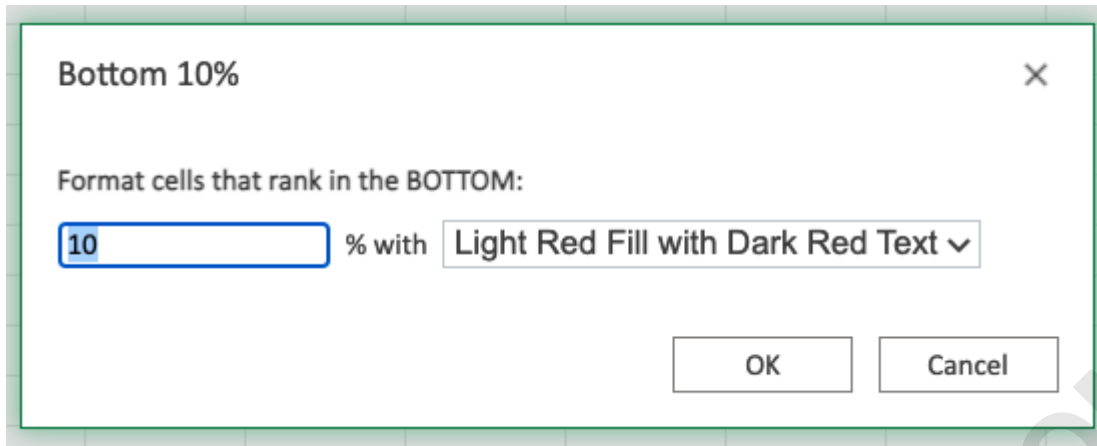 Bottom 10%
Format cells that rank in the BOTTOM:
10 % with Light Red Fill with Dark Red Text
OK Cancel